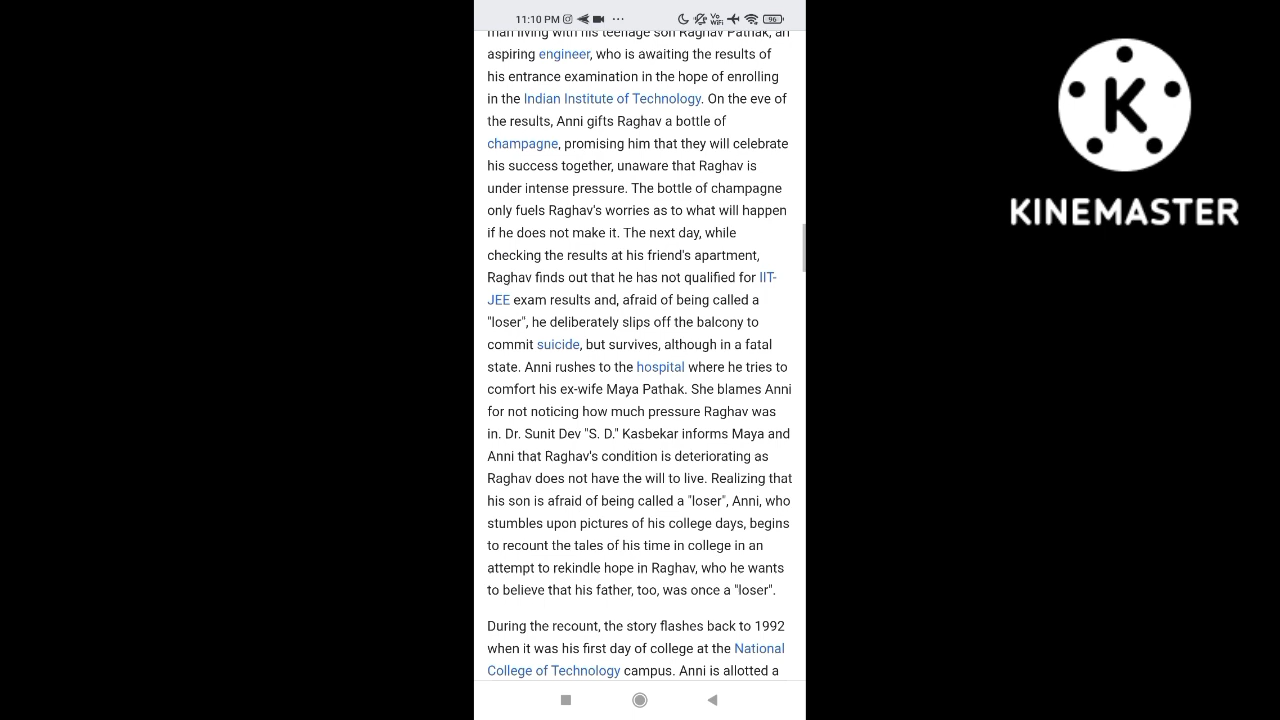 11:10 PM
Vo
WiFi
96
man living with his teenage son Raghav Pathak, an
aspiring engineer, who is awaiting the results of
his entrance examination in the hope of enrolling
in the Indian Institute of Technology. On the eve of
the results, Anni gifts Raghav a bottle of
champagne, promising him that they will celebrate
his success together, unaware that Raghav is
under intense pressure. The bottle of champagne
only fuels Raghav's worries as to what will happen
if he does not make it. The next day, while
checking the results at his friend's apartment,
Raghav finds out that he has not qualified for IIT-
JEE exam results and, afraid of being called a
"loser", he deliberately slips off the balcony to
commit suicide, but survives, although in a fatal
state. Anni rushes to the hospital where he tries to
comfort his ex-wife Maya Pathak. She blames Anni
for not noticing how much pressure Raghav was
in. Dr. Sunit Dev "S. D." Kasbekar informs Maya and
Anni that Raghav's condition is deteriorating as
Raghav does not have the will to live. Realizing that
his son is afraid of being called a "loser", Anni, who
stumbles upon pictures of his college days, begins
to recount the tales of his time in college in an
attempt to rekindle hope in Raghav, who he wants
to believe that his father, too, was once a "loser".
During the recount, the story flashes back to 1992
when it was his first day of college at the National
College of Technology campus. Anni is allotted a
K
KINEMASTER